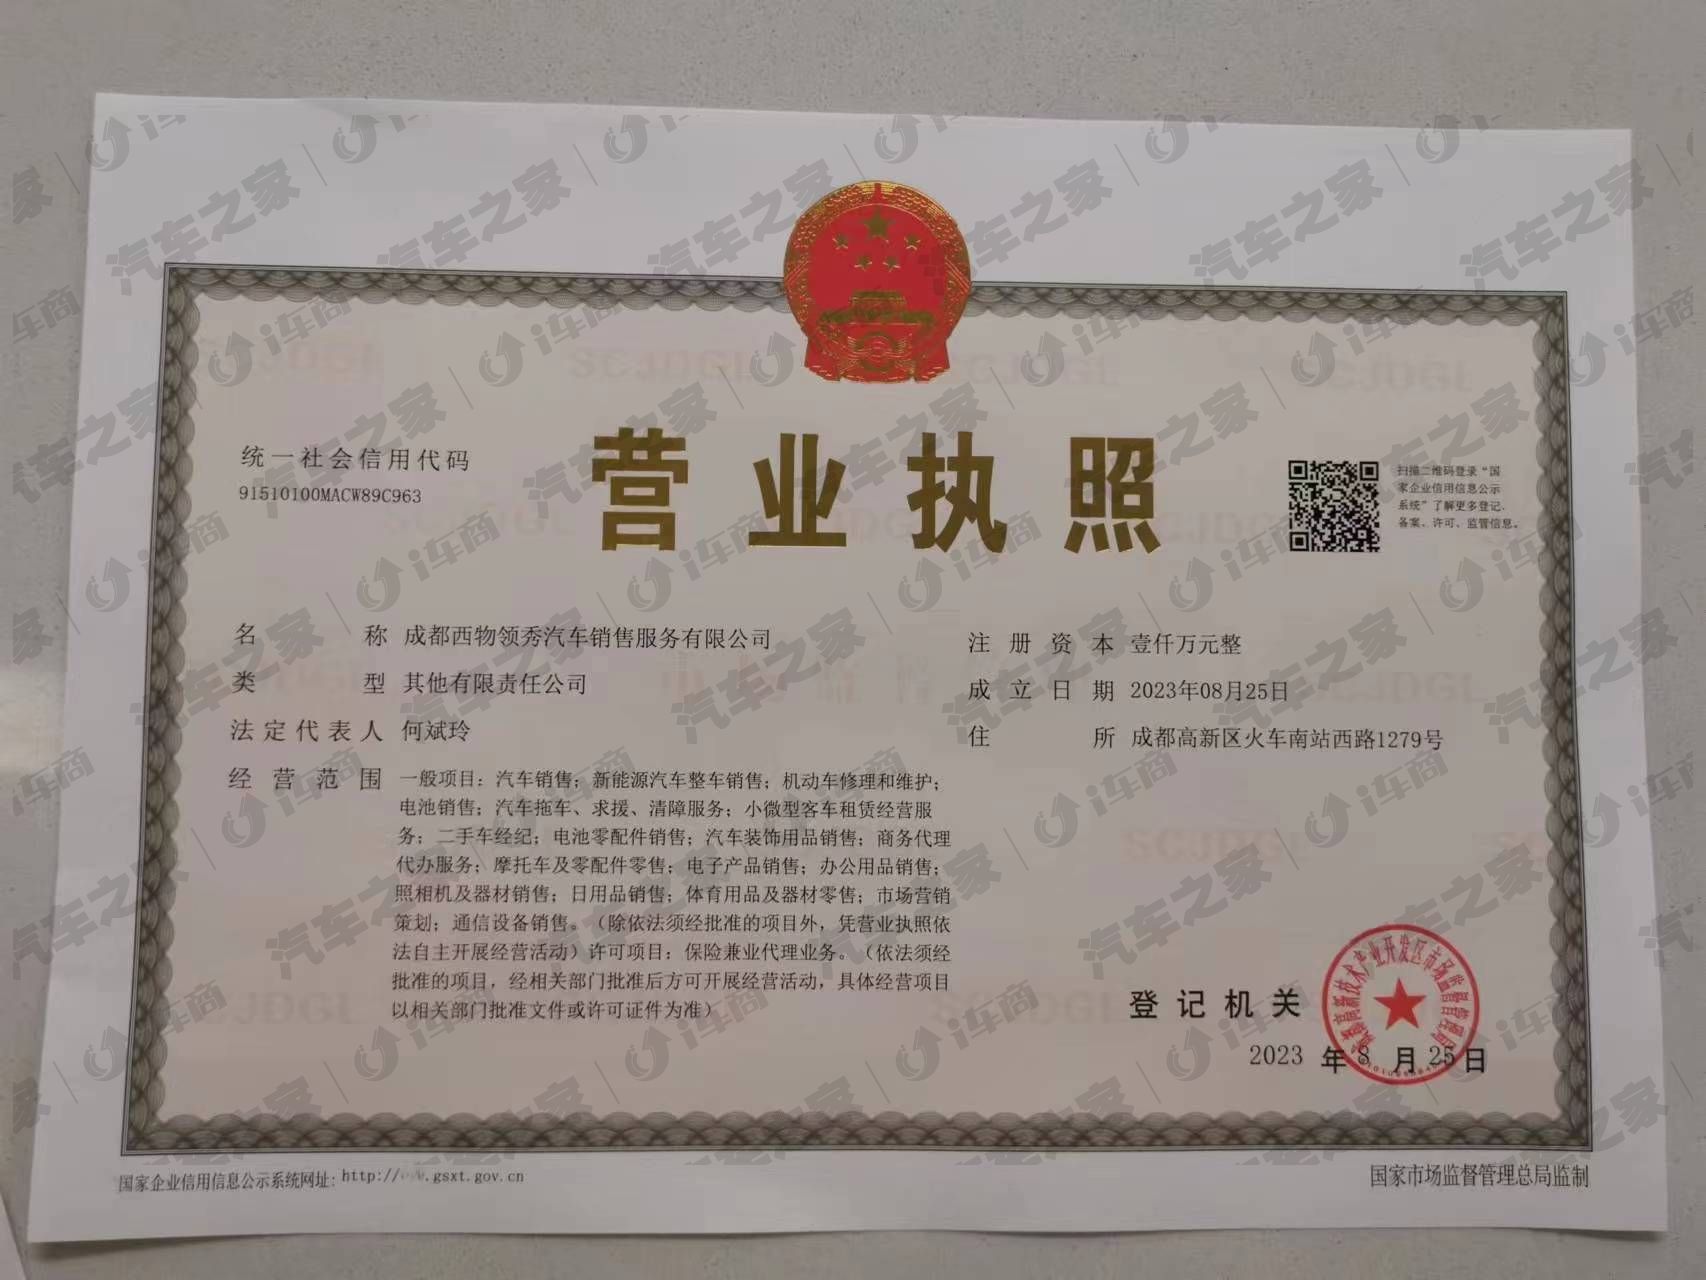 营业执照
统一社会信用代码
91510100MACW89C963
扫描二维码登录“国
家企业信用信息公示
系统”了解更多登记、
备案、许可、监管信息。
名称 成都西物领秀汽车销售服务有限公司
类型 其他有限责任公司
法定代表人 何斌玲
经营范围 一般项目：汽车销售；新能源汽车整车销售；机动车修理和维护；
电池销售；汽车拖车、求援、清障服务；小微型客车租赁经营服
务；二手车经纪；电池零配件销售；汽车装饰用品销售；商务代理
代办服务；摩托车及零配件零售；电子产品销售；办公用品销售；
照相机及器材销售；日用品销售；体育用品及器材零售；市场营销
策划；通信设备销售。（除依法须经批准的项目外，凭营业执照依
法自主开展经营活动）许可项目：保险兼业代理业务。（依法须经
批准的项目，经相关部门批准后方可开展经营活动，具体经营项目
以相关部门批准文件或许可证件为准）
注册资本 壹仟万元整
成立日期 2023年08月25日
住所 成都高新区火车南站西路1279号
登记机关
2023年8月25日
国家企业信用信息公示系统网址：http://www.gsxt.gov.cn
国家市场监督管理总局监制
汽车之家
i车商
SCJDGL